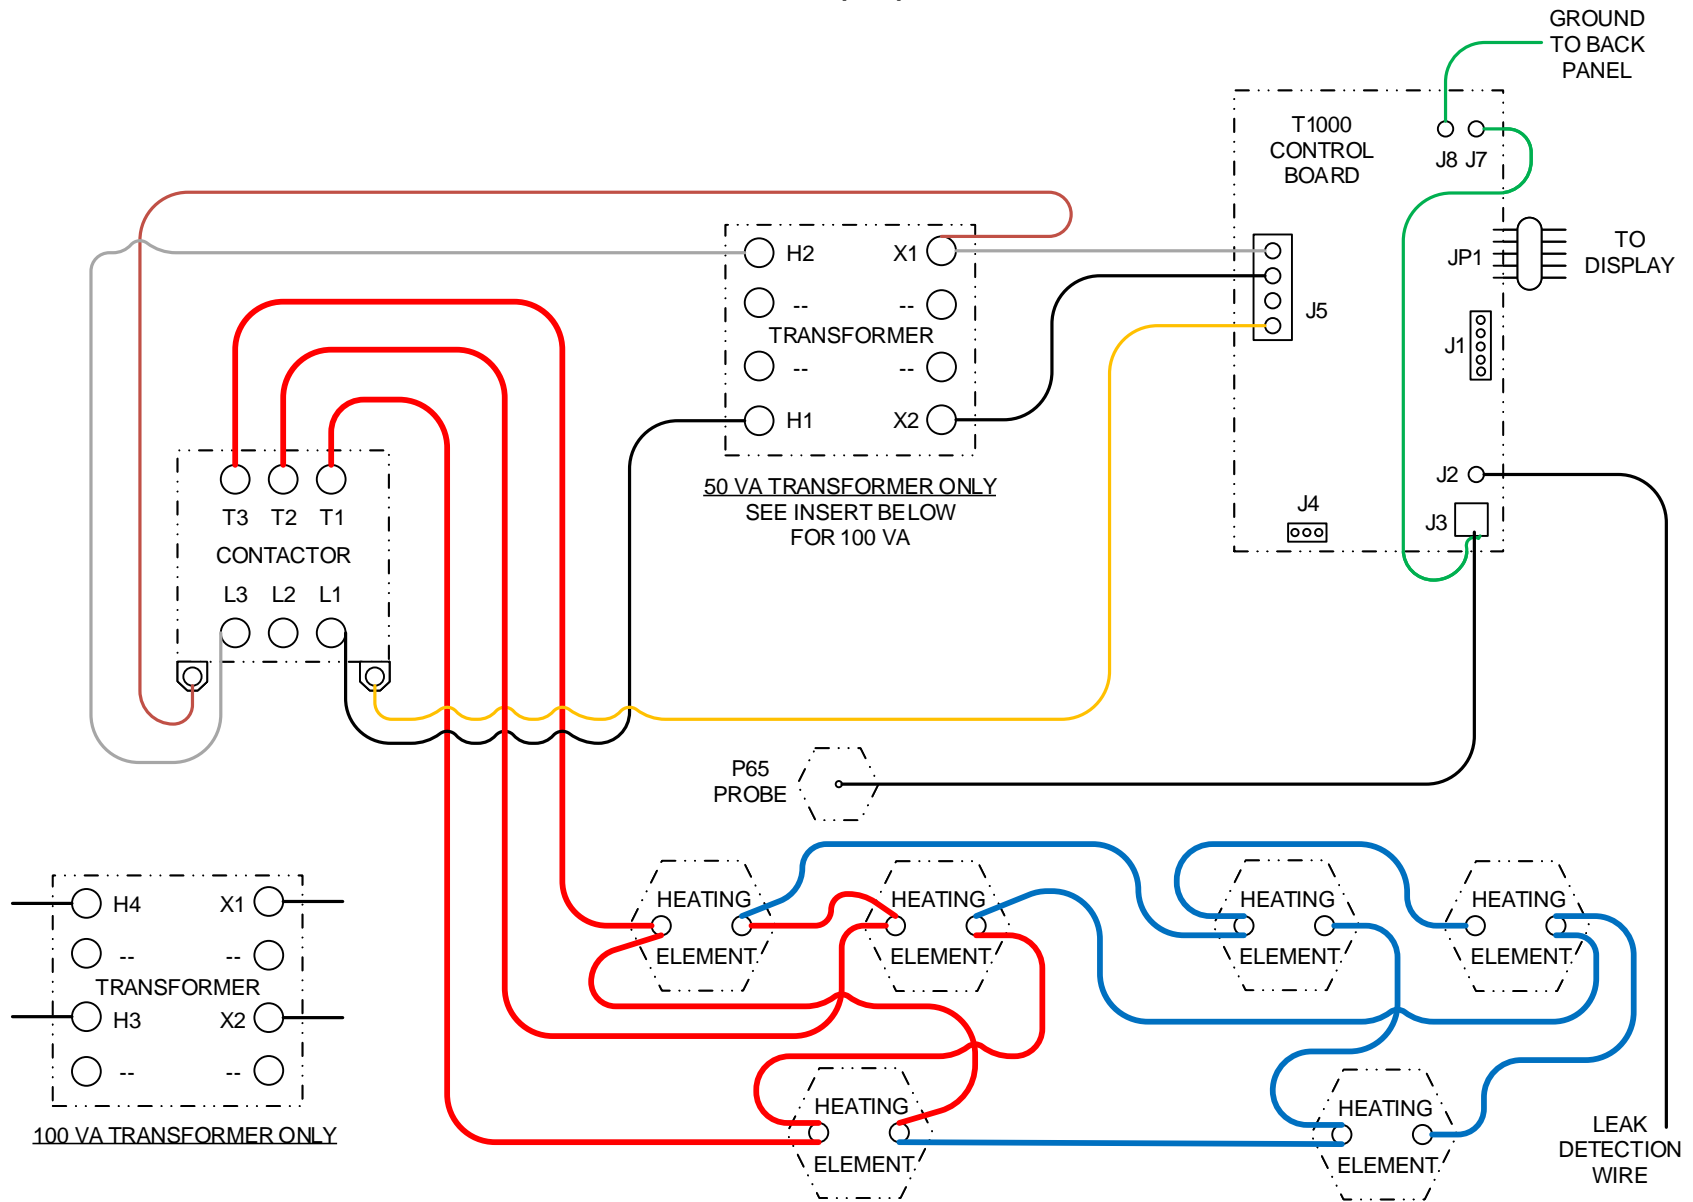 GROUND
TO BACK
PANEL
T1000
CONTROL
BOARD
J8 J7
H2
X1
JP1
TO
DISPLAY
--
--
J5
TRANSFORMER
J1
--
--
H1
X2
50 VA TRANSFORMER ONLY
SEE INSERT BELOW
FOR 100 VA
J2
J4
J3
T3 T2 T1
CONTACTOR
L3 L2 L1
P65
PROBE
HEATING
ELEMENT
HEATING
ELEMENT
HEATING
ELEMENT
HEATING
ELEMENT
H4
X1
--
--
TRANSFORMER
H3
X2
--
--
100 VA TRANSFORMER ONLY
HEATING
ELEMENT
HEATING
ELEMENT
LEAK
DETECTION
WIRE